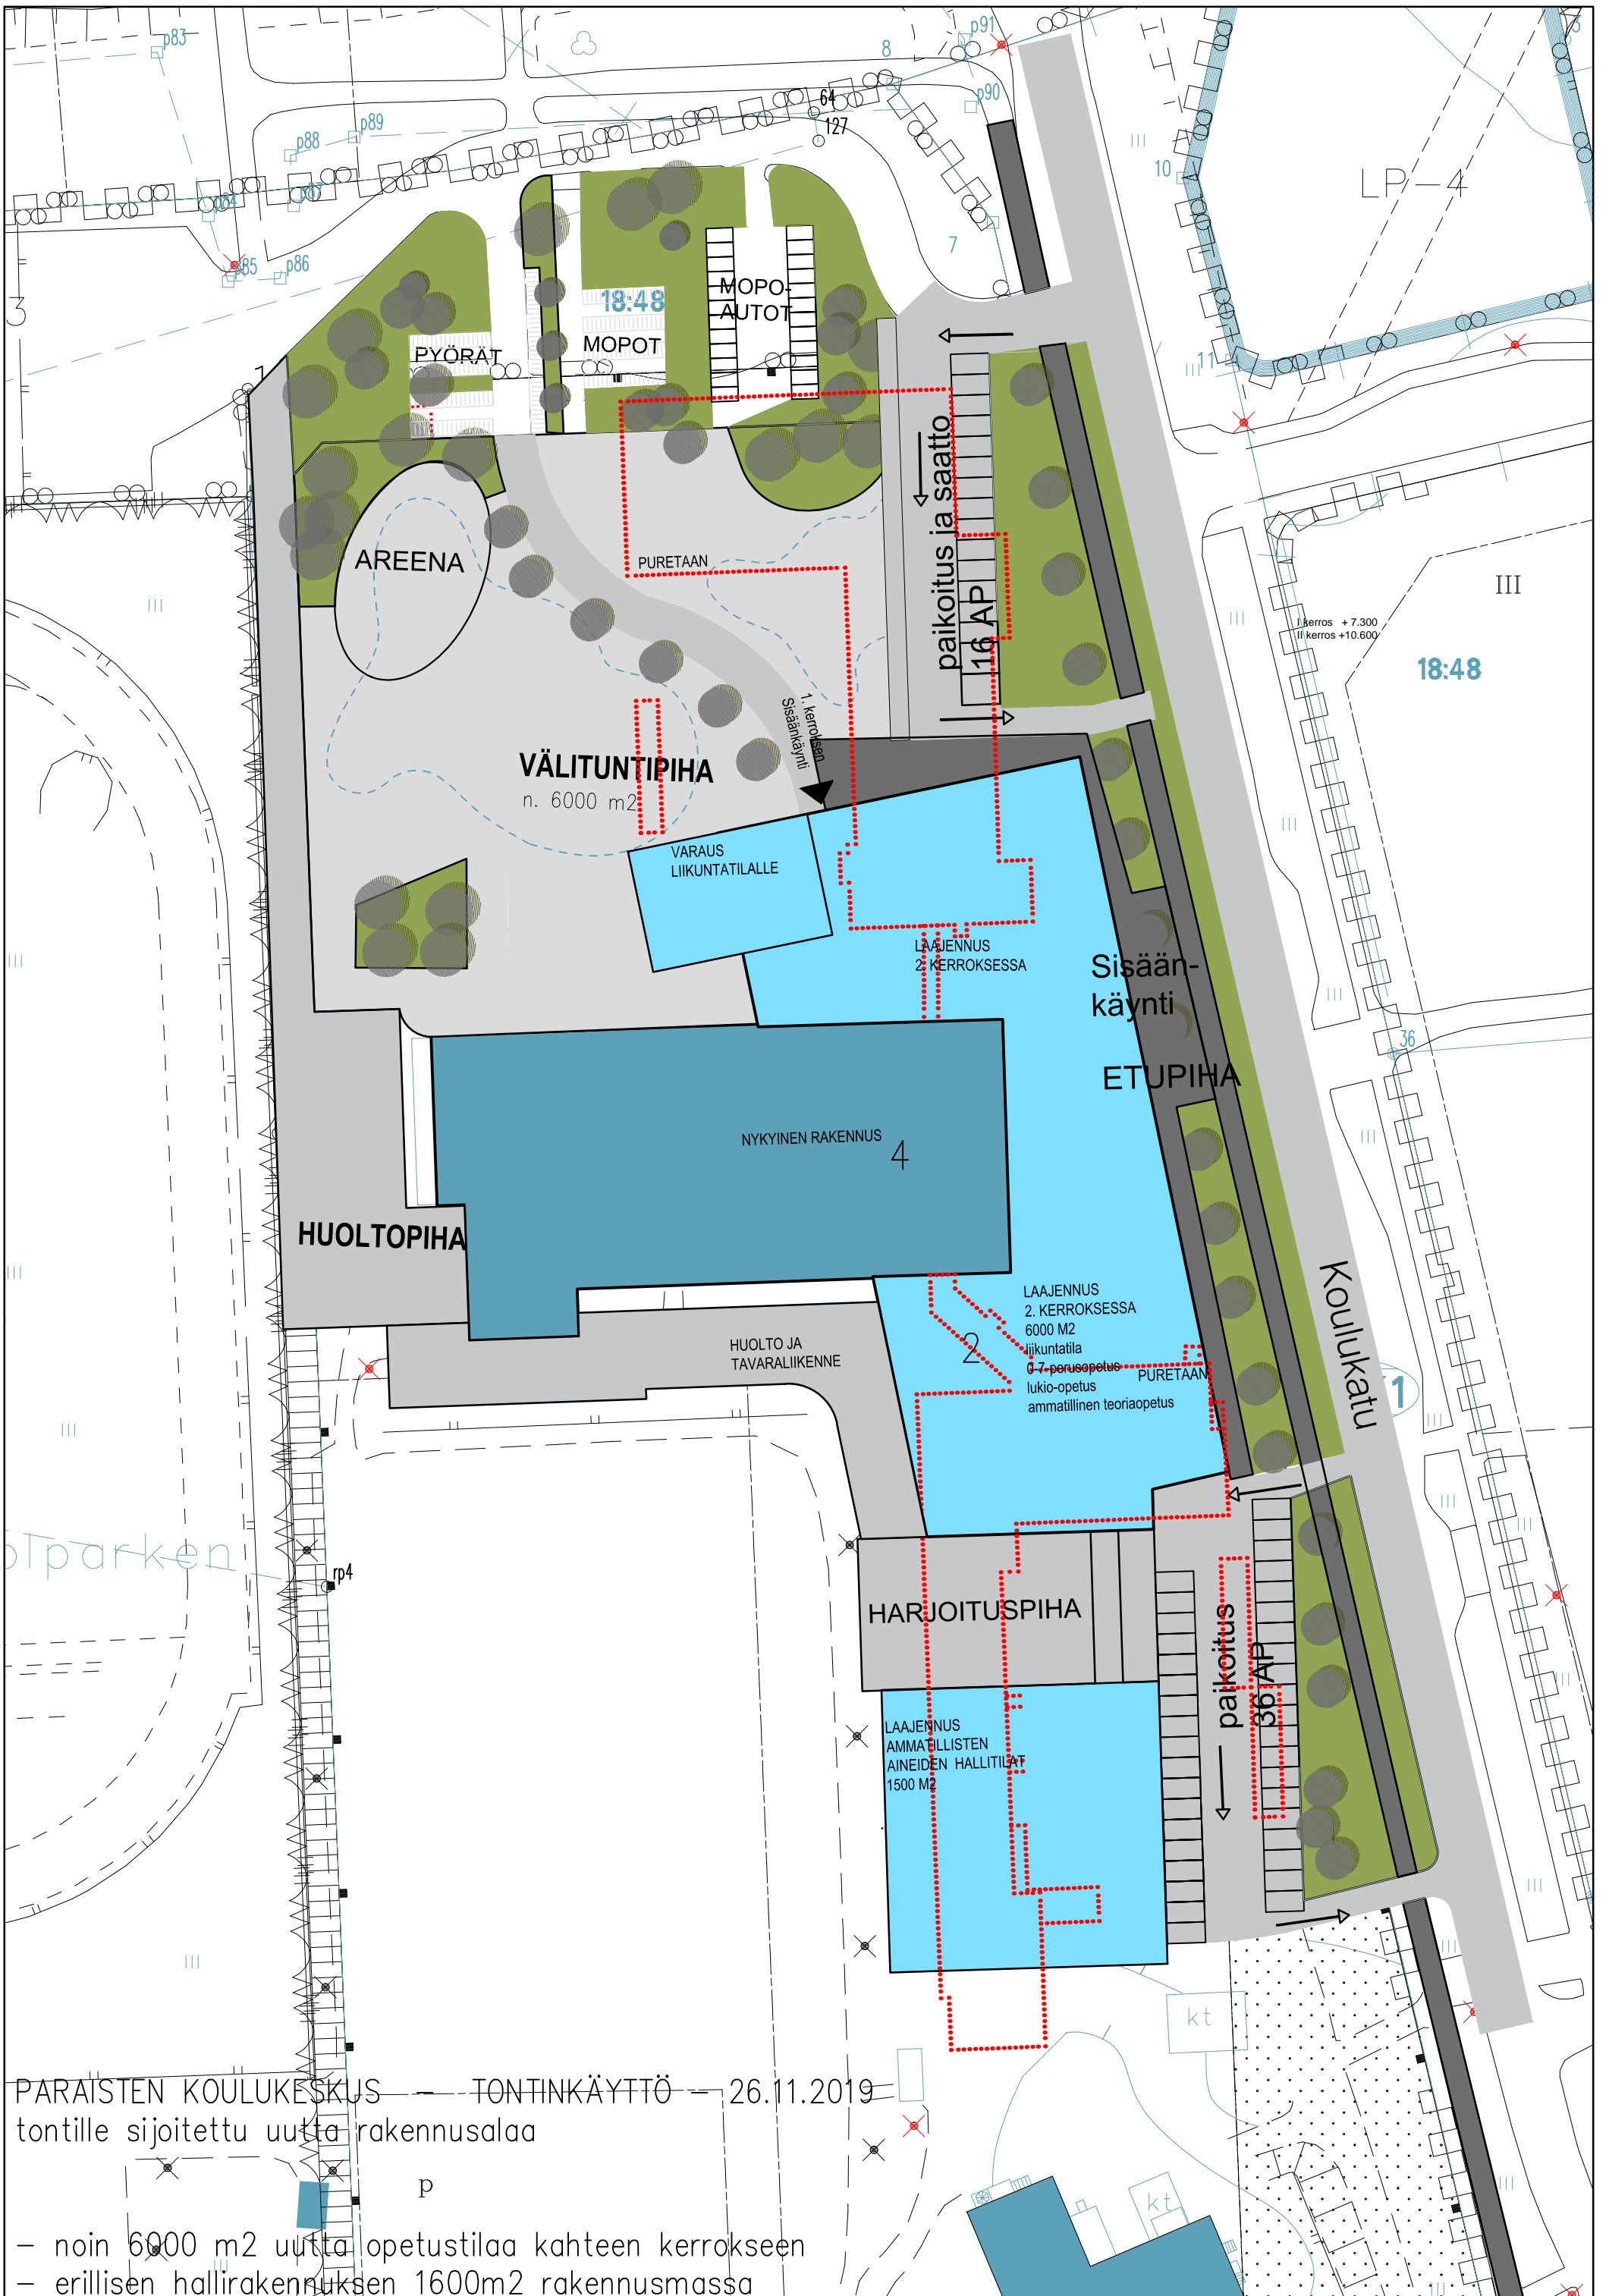 p83
p91
8
p90
64
127
p89
p88
10
LP-4
p87
7
p85
p86
3
18:48
MOPO-
AUTOT
PYÖRÄT
MOPOT
11
paikoitus ja saatto
16 AP
AREENA
PURETAAN
III
I kerros + 7.300
II kerros +10.600
18:48
1. kerroksen
Sisäänkäynti
VÄLITUNTIPIHA
n. 6000 m2
VARAUS
LIIKUNTATILALLE
LAAJENNUS
2. KERROKSESSA
Sisään-
käynti
36
ETUPIHA
NYKYINEN RAKENNUS
4
HUOLTOPIHA
LAAJENNUS
2. KERROKSESSA
6000 M2
liikuntatila
0-7-perusopetus
lukio-opetus
ammatillinen teoriaopetus
2
PURETAAN
HUOLTO JA
TAVARALIIKENNE
Koulukatu
1
olparken
rp4
HARJOITUSPIHA
paikoitus
36 AP
LAAJENNUS
AMMATILLISTEN
AINEIDEN HALLITILAT
1500 M2
kt
PARAISTEN KOULUKESKUS – TONTINKÄYTTÖ – 26.11.2019
tontille sijoitettu uutta rakennusalaa
p
kt
– noin 6000 m2 uutta opetustilaa kahteen kerrokseen
– erillisen hallirakennuksen 1600m2 rakennusmassa